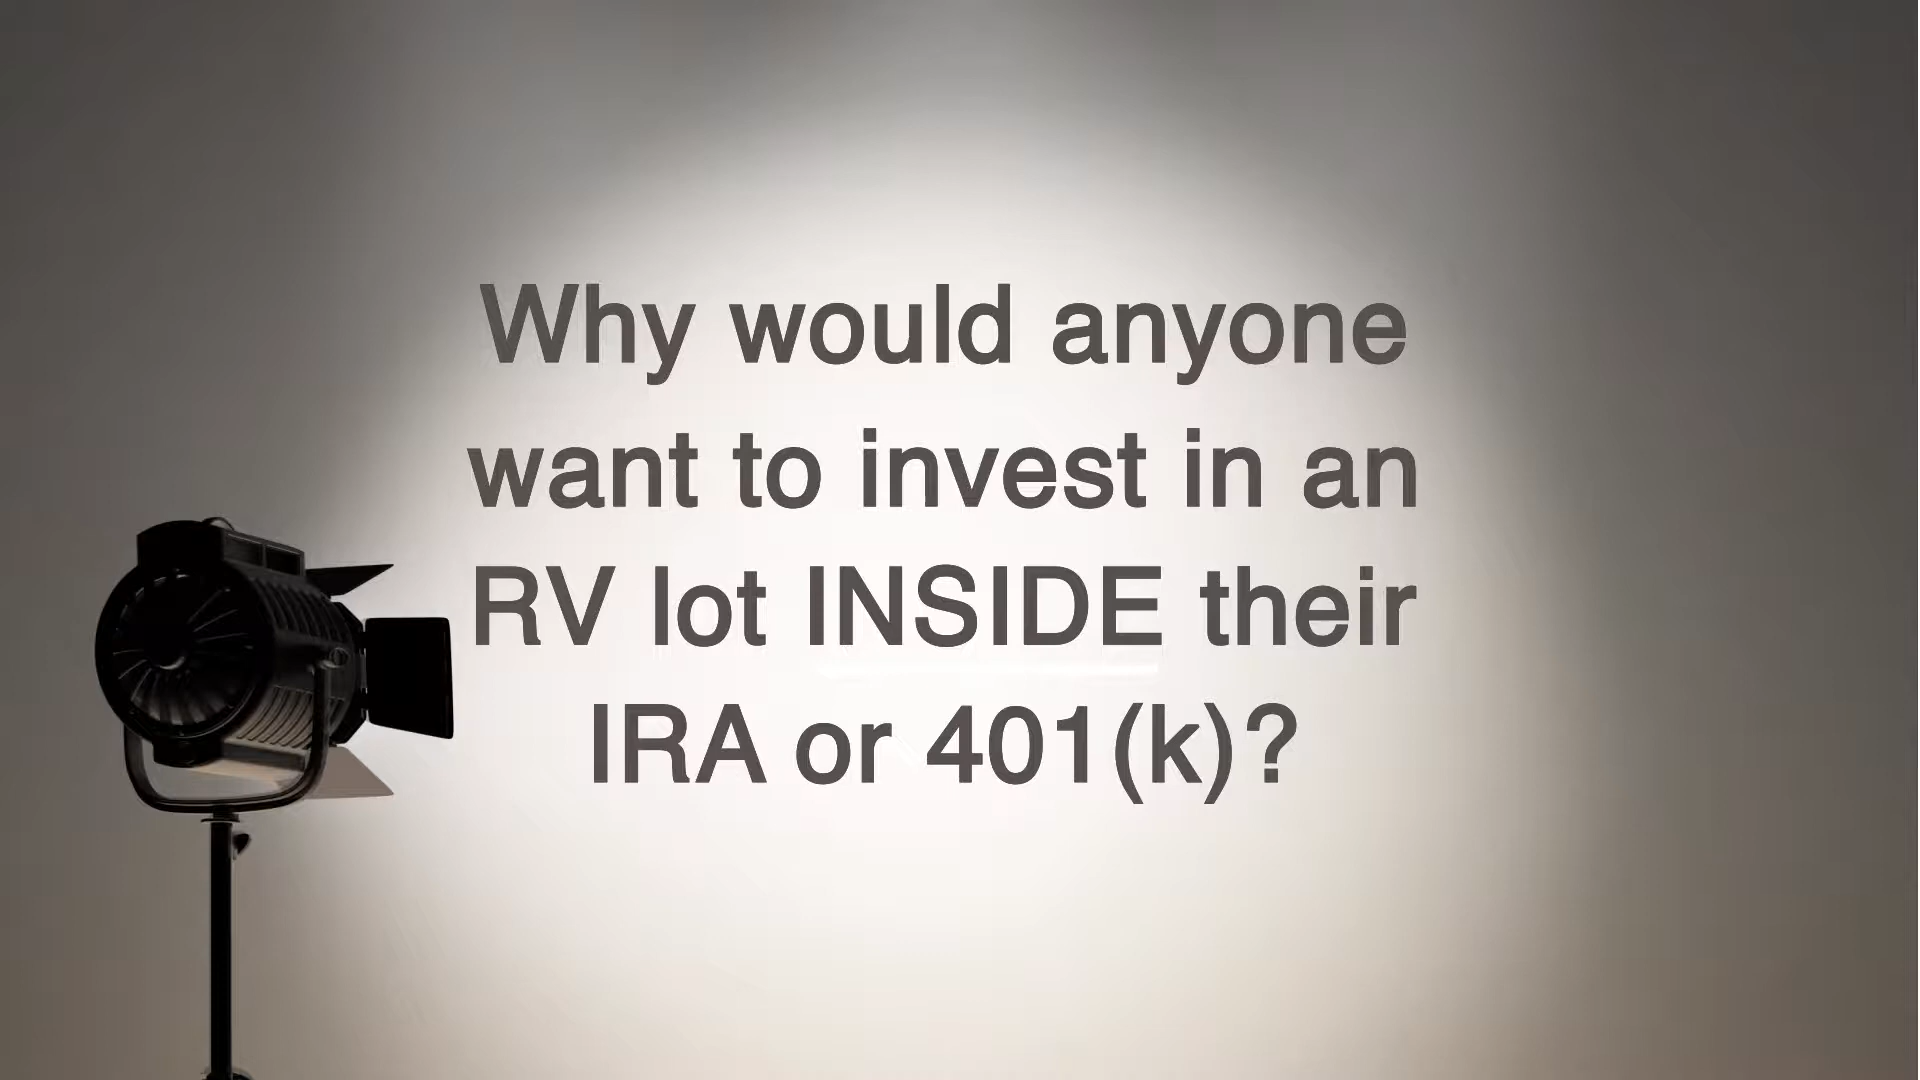 Why would anyone
want to invest in an
RV lot INSIDE their
IRA or 401(k)?